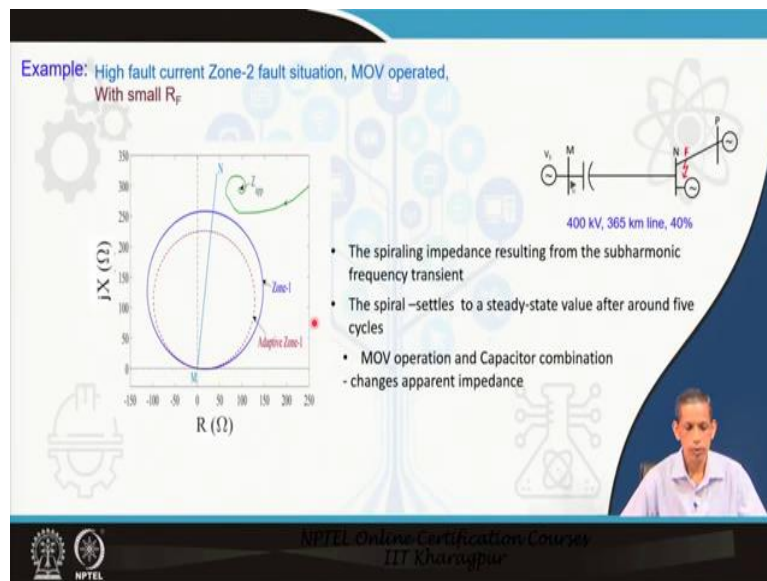 Example: High fault current Zone-2 fault situation, MOV operated,
With small RF
350
300
250
200
150
100
50
0
jX (Ω)
N
Zapp
Zone-1
Adaptive Zone-1
M
-150 -100 -50 0 50 100 150 200 250
R (Ω)
M
N F
P
400 kV, 365 km line, 40%
• The spiraling impedance resulting from the subharmonic
frequency transient
• The spiral –settles to a steady-state value after around five
cycles
• MOV operation and Capacitor combination
- changes apparent impedance
NPTEL
NPTEL Online Certification Courses
IIT Kharagpur